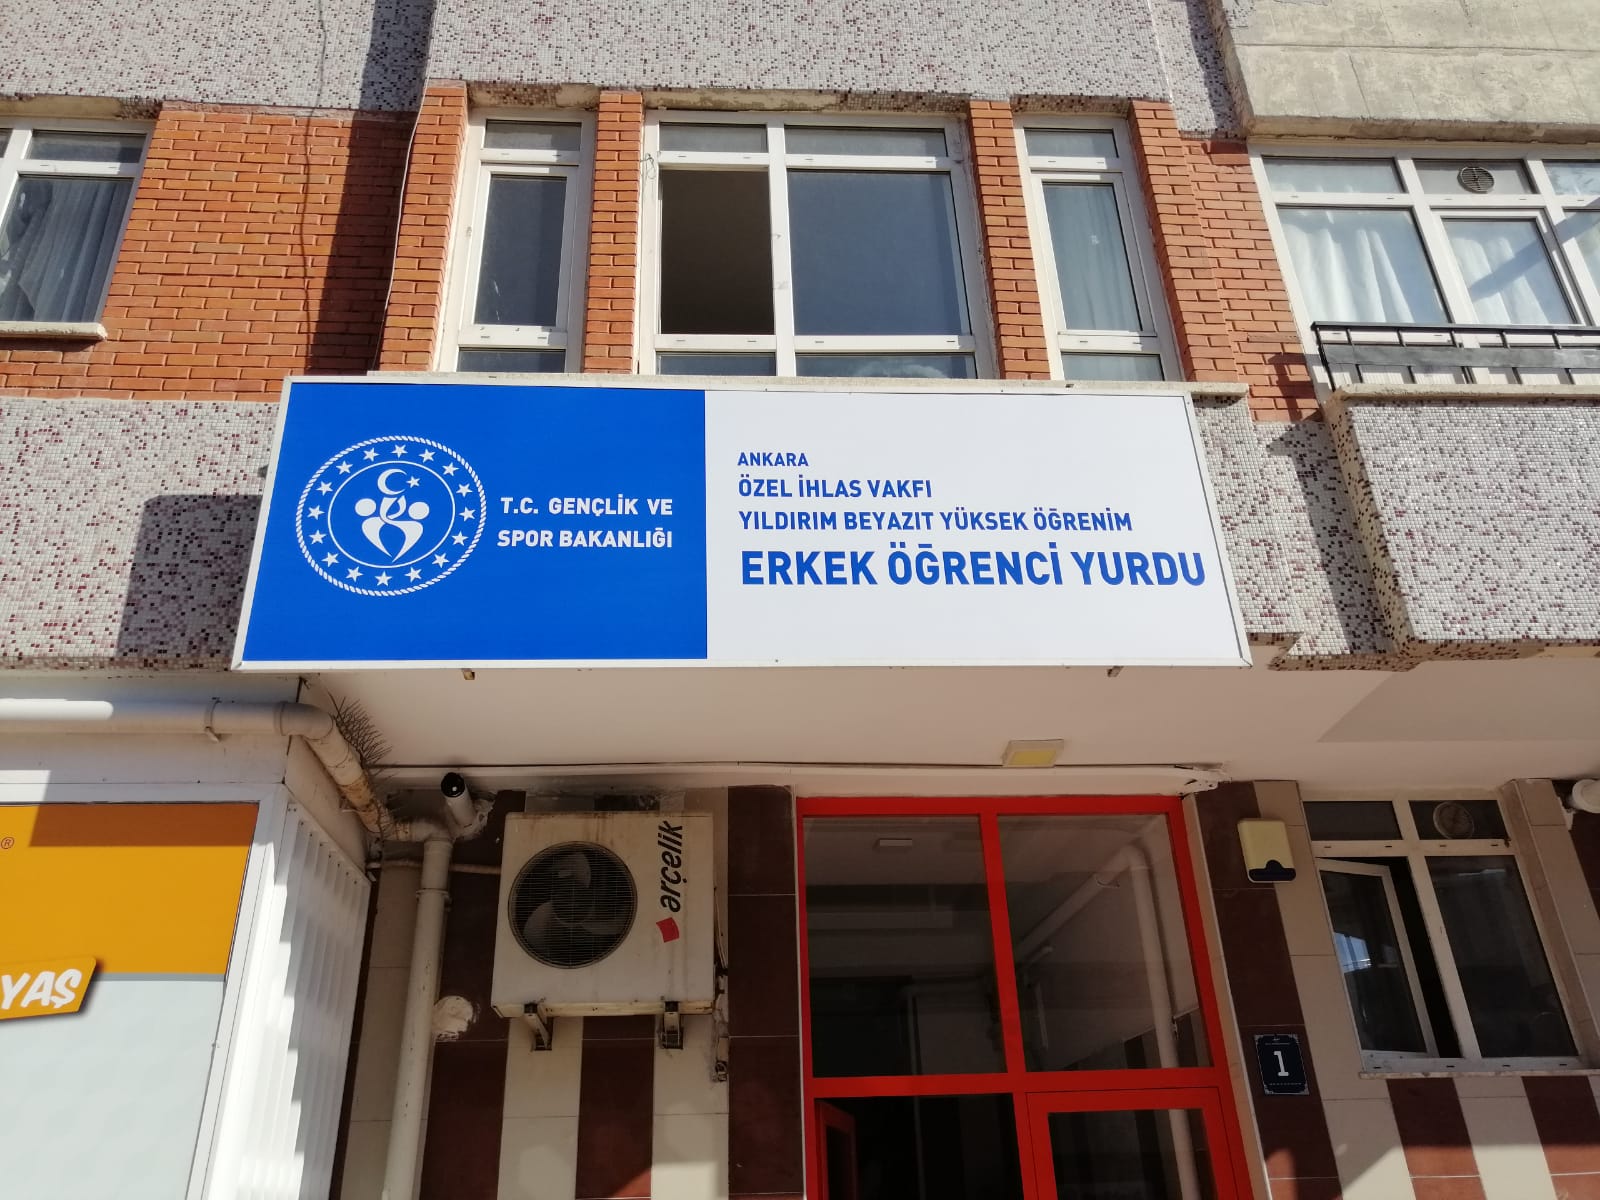 T.C. GENÇLİK VE
SPOR BAKANLIĞI
ANKARA
ÖZEL İHLAS VAKFI
YILDIRIM BEYAZIT YÜKSEK ÖĞRENİM
ERKEK ÖĞRENCİ YURDU
arçelik
®
YAŞ
1